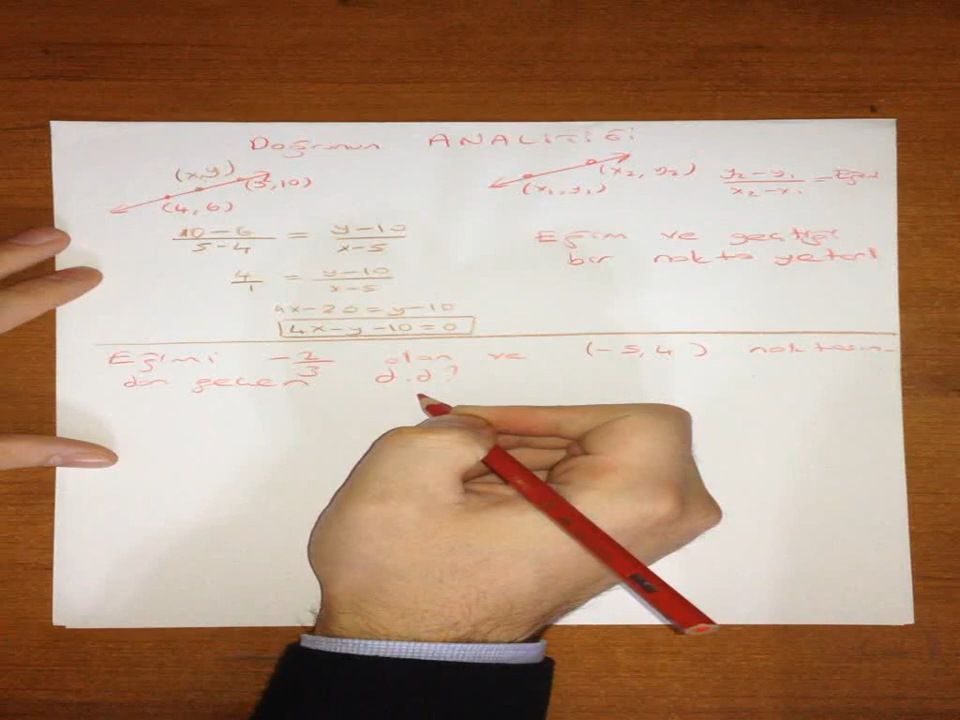 Doğrunun ANALİTİĞİ
(x,y)
(5,10)
(4,6)
(x₂, y₂)
(x₁, y₁)
y₂-y₁ / x₂-x₁ = Eğim
10-6 / 5-4 = y-10 / x-5
Eğim ve geçtiği
bir nokta yeter!
4/1 = y-10 / x-5
4x-20=y-10
4x-y-10=0
Eğimi -2/3 olan ve (-5,4) noktasın-
dan geçen d.d?